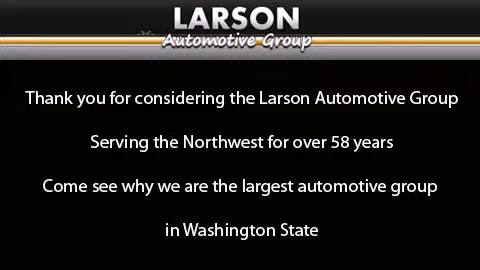 LARSON
Automotive Group
Thank you for considering the Larson Automotive Group
Serving the Northwest for over 58 years
Come see why we are the largest automotive group
in Washington State